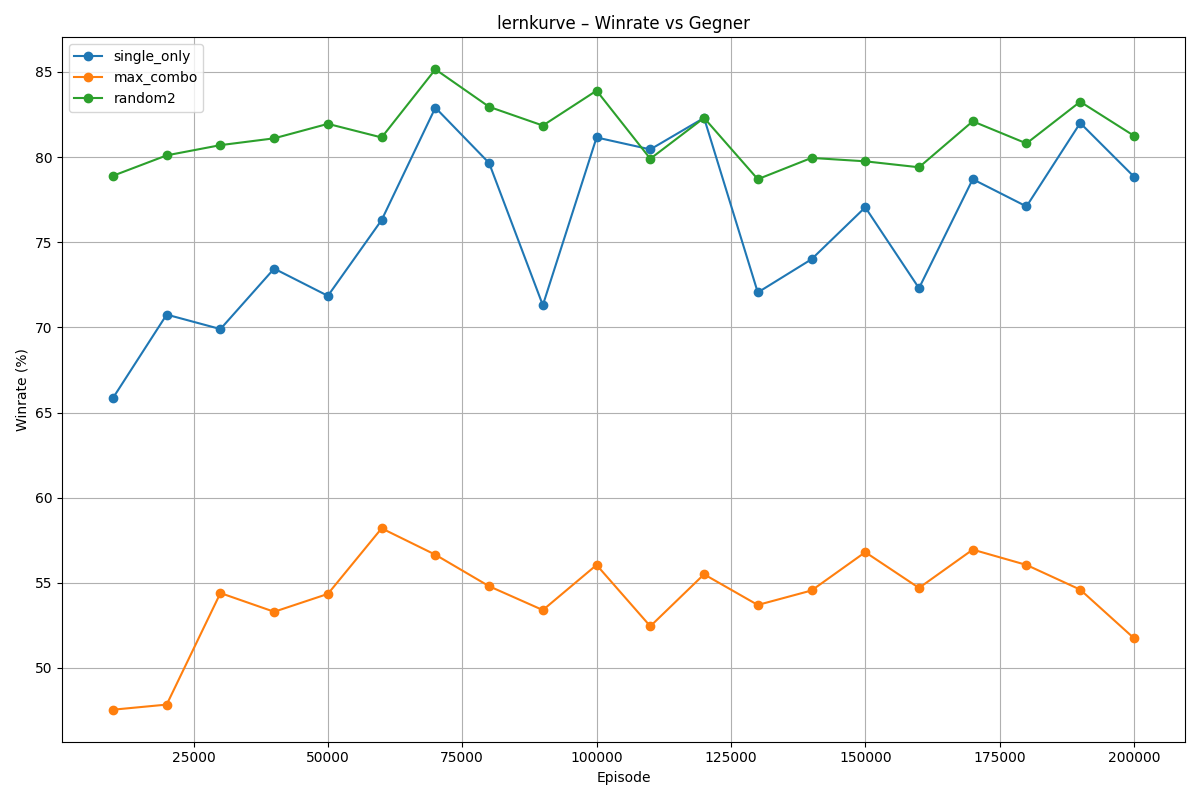 lernkurve – Winrate vs Gegner
single_only
max_combo
random2
Winrate (%)
85
80
75
70
65
60
55
50
25000 50000 75000 100000 125000 150000 175000 200000
Episode